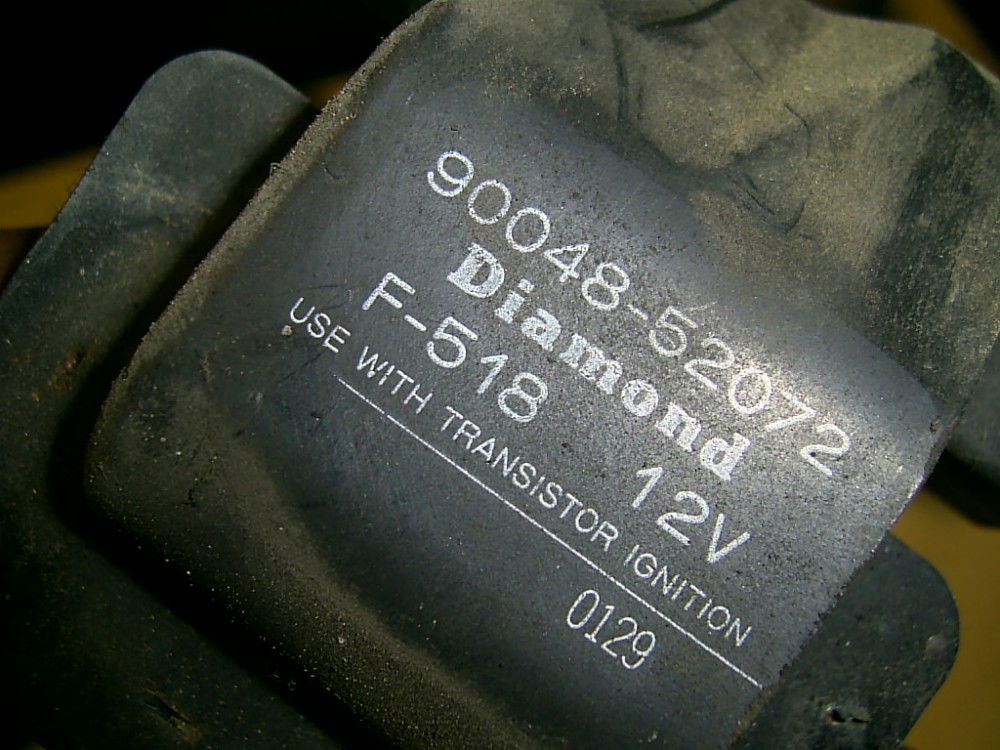 90048-52072
Diamond
F-518 12V
USE WITH TRANSISTOR IGNITION
0129